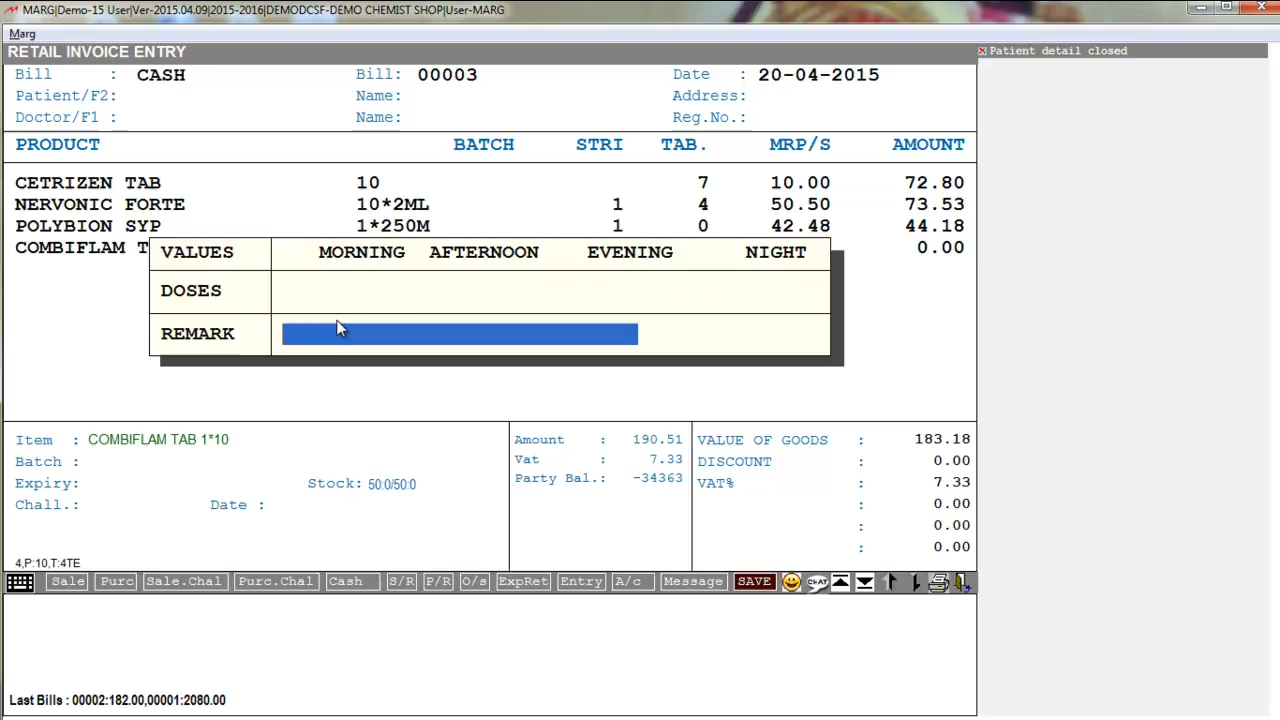 MARG|Demo-15 User|Ver-2015.04.09|2015-2016|DEMODCSF-DEMO CHEMIST SHOP|User-MARG
Marg
RETAIL INVOICE ENTRY
Patient detail closed
Bill : CASH Bill: 00003 Date : 20-04-2015
Patient/F2: Name: Address:
Doctor/F1 : Name: Reg.No.:
PRODUCT BATCH STRI TAB. MRP/S AMOUNT
CETRIZEN TAB 10 7 10.00 72.80
NERVONIC FORTE 10*2ML 1 4 50.50 73.53
POLYBION SYP 1*250M 1 0 42.48 44.18
COMBIFLAM T 0.00
VALUES MORNING AFTERNOON EVENING NIGHT
DOSES
REMARK
Item : COMBIFLAM TAB 1*10
Batch :
Expiry: Stock: 50:0/50:0
Chall.: Date :
4,P:10,T:4TE
Amount : 190.51
Vat : 7.33
Party Bal.: -34363
VALUE OF GOODS : 183.18
DISCOUNT : 0.00
VAT% : 7.33
: 0.00
: 0.00
: 0.00
Sale Purc Sale.Chal Purc.Chal Cash S/R P/R O/s ExpRet Entry A/c Message SAVE CHAT
Last Bills : 00002:182.00,00001:2080.00